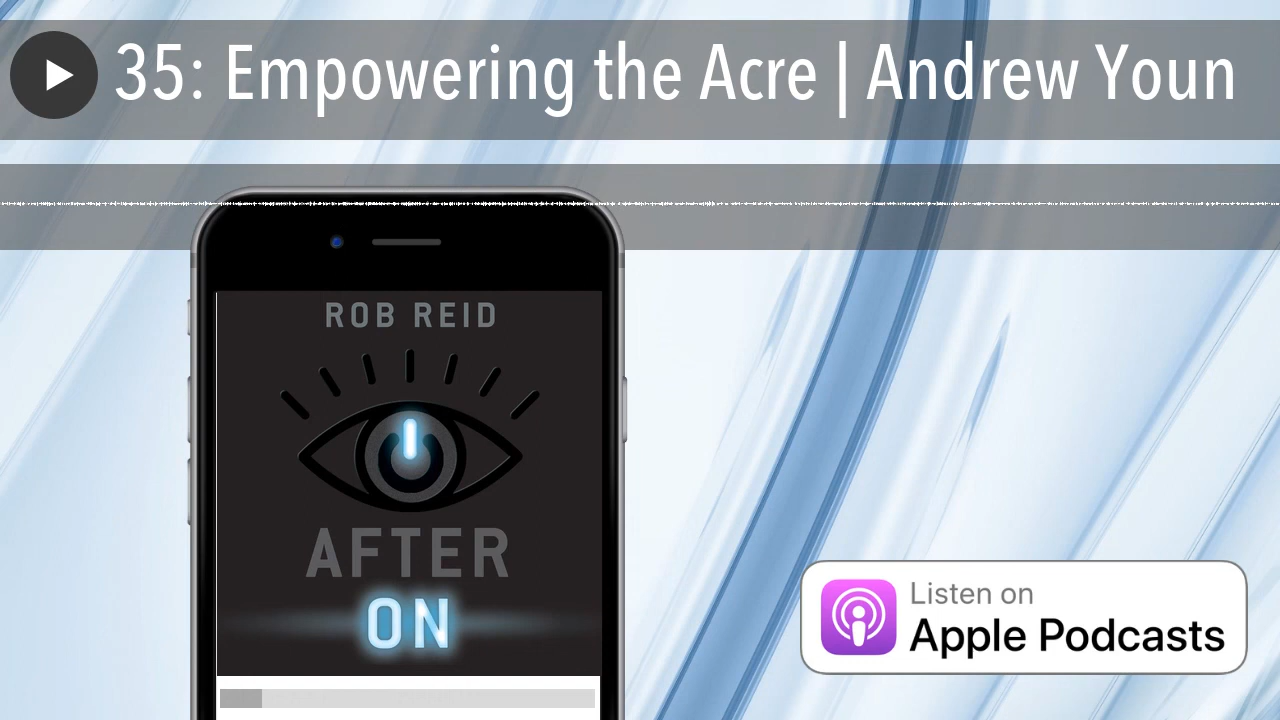 35: Empowering the Acre | Andrew Youn
ROB REID
AFTER
ON
Listen on
Apple Podcasts